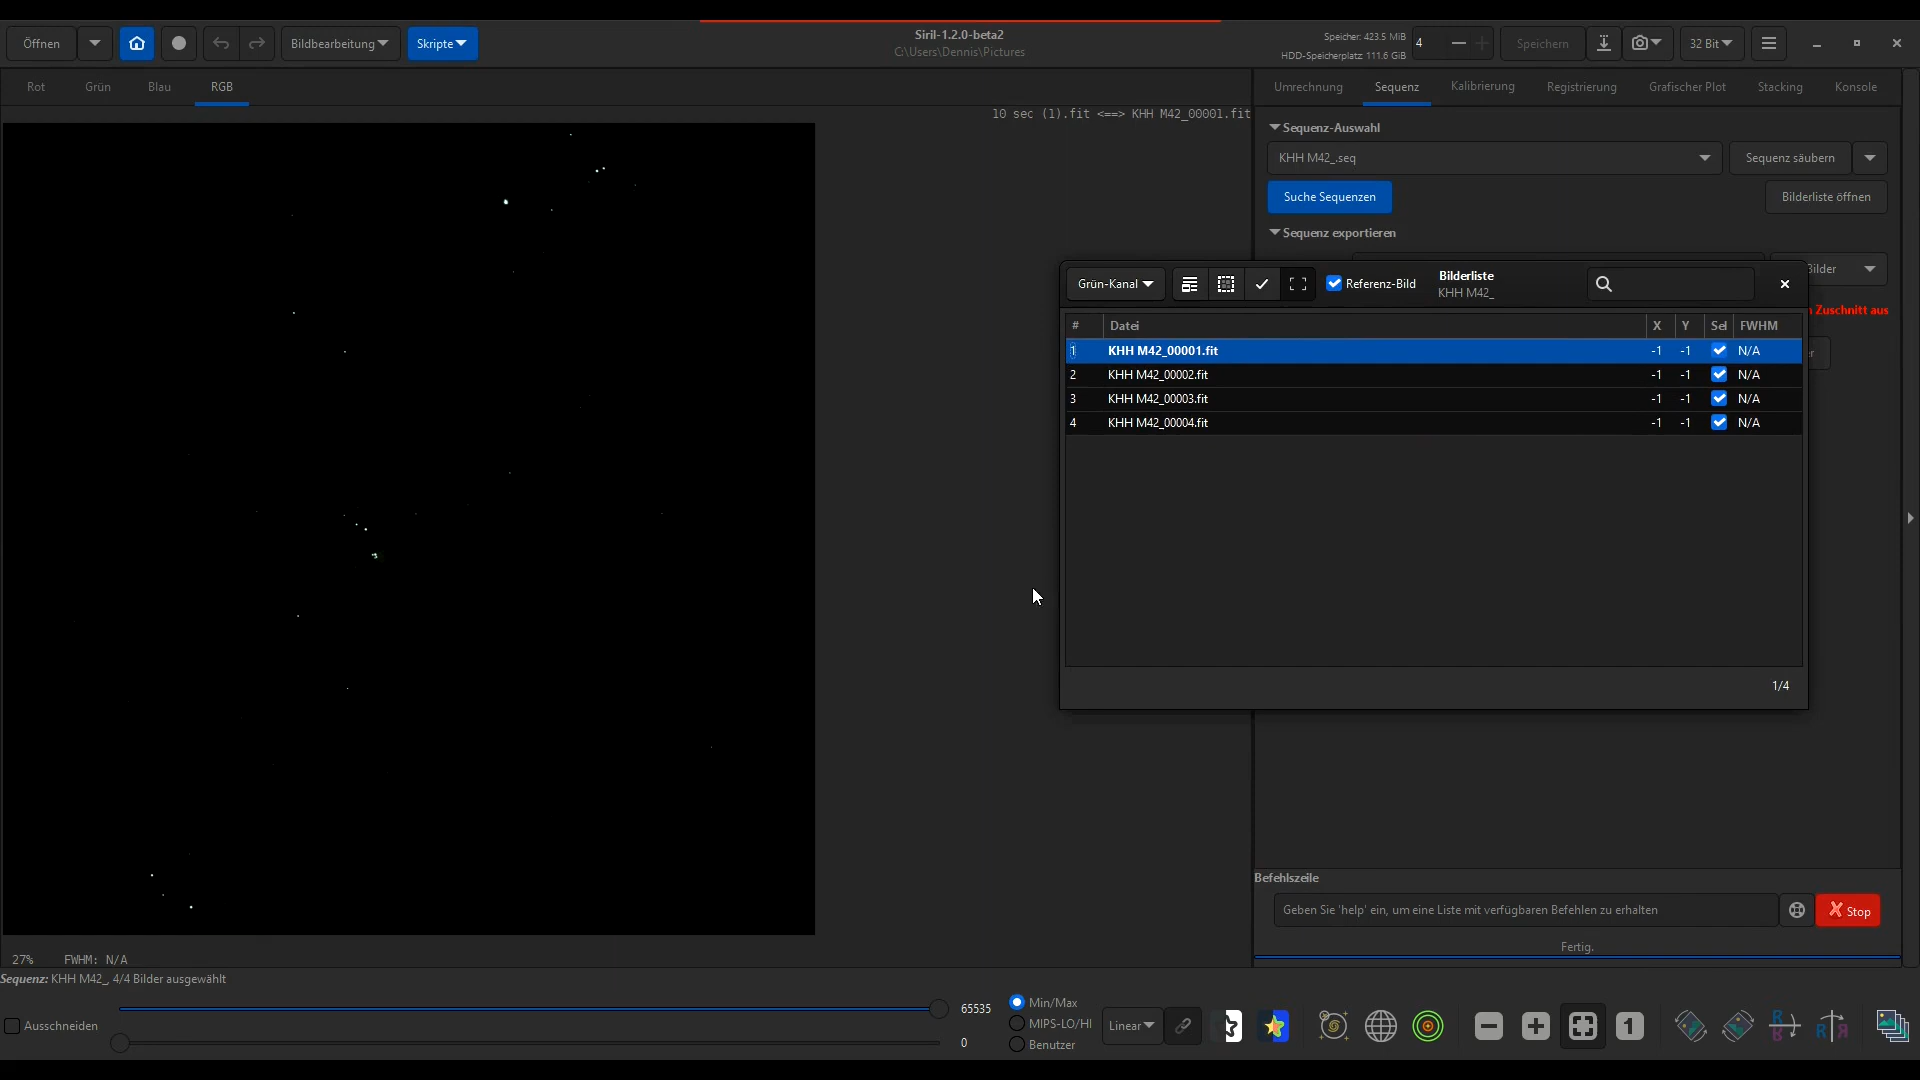 Öffnen
Bildbearbeitung
Skripte
Siril-1.2.0-beta2
C:\Users\Dennis\Pictures
Speicher: 423.5 MiB
HDD-Speicherplatz: 111.6 GiB
4
Speichern
32 Bit
Rot
Grün
Blau
RGB
Umrechnung
Sequenz
Kalibrierung
Registrierung
Grafischer Plot
Stacking
Konsole
10 sec (1).fit <==> KHH M42_00001.fit
Sequenz-Auswahl
KHH M42_.seq
Sequenz säubern
Suche Sequenzen
Bilderliste öffnen
Sequenz exportieren
Bilder
n Zuschnitt aus
Grün-Kanal
Referenz-Bild
Bilderliste
KHH M42_
# Datei X Y Sel FWHM
1 KHH M42_00001.fit -1 -1 N/A
2 KHH M42_00002.fit -1 -1 N/A
3 KHH M42_00003.fit -1 -1 N/A
4 KHH M42_00004.fit -1 -1 N/A
1/4
Befehlszeile
Geben Sie 'help' ein, um eine Liste mit verfügbaren Befehlen zu erhalten
Stop
Fertig.
27% FWHM: N/A
Sequenz: KHH M42_, 4/4 Bilder ausgewählt
Ausschneiden
65535
0
Min/Max
MIPS-LO/HI
Benutzer
Linear
1